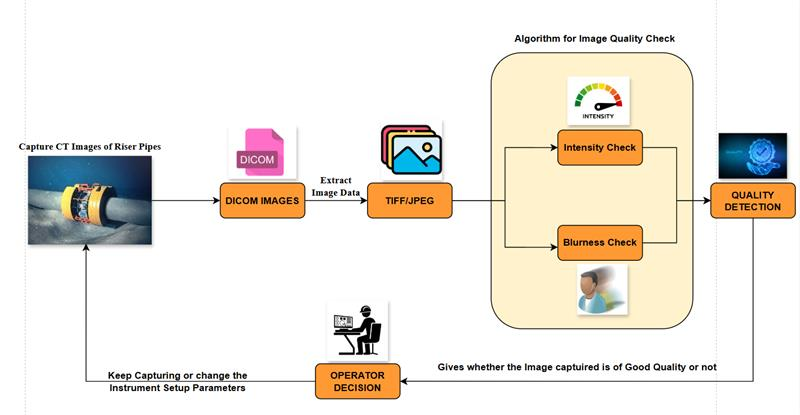 Algorithm for Image Quality Check
INTENSITY
Capture CT Images of Riser Pipes
DICOM
Intensity Check
Extract
Image Data
DICOM IMAGES
TIFF/JPEG
QUALITY
DETECTION
Blurness Check
Gives whether the Image captuired is of Good Quality or not
Keep Capturing or change the
Instrument Setup Parameters
OPERATOR
DECISION